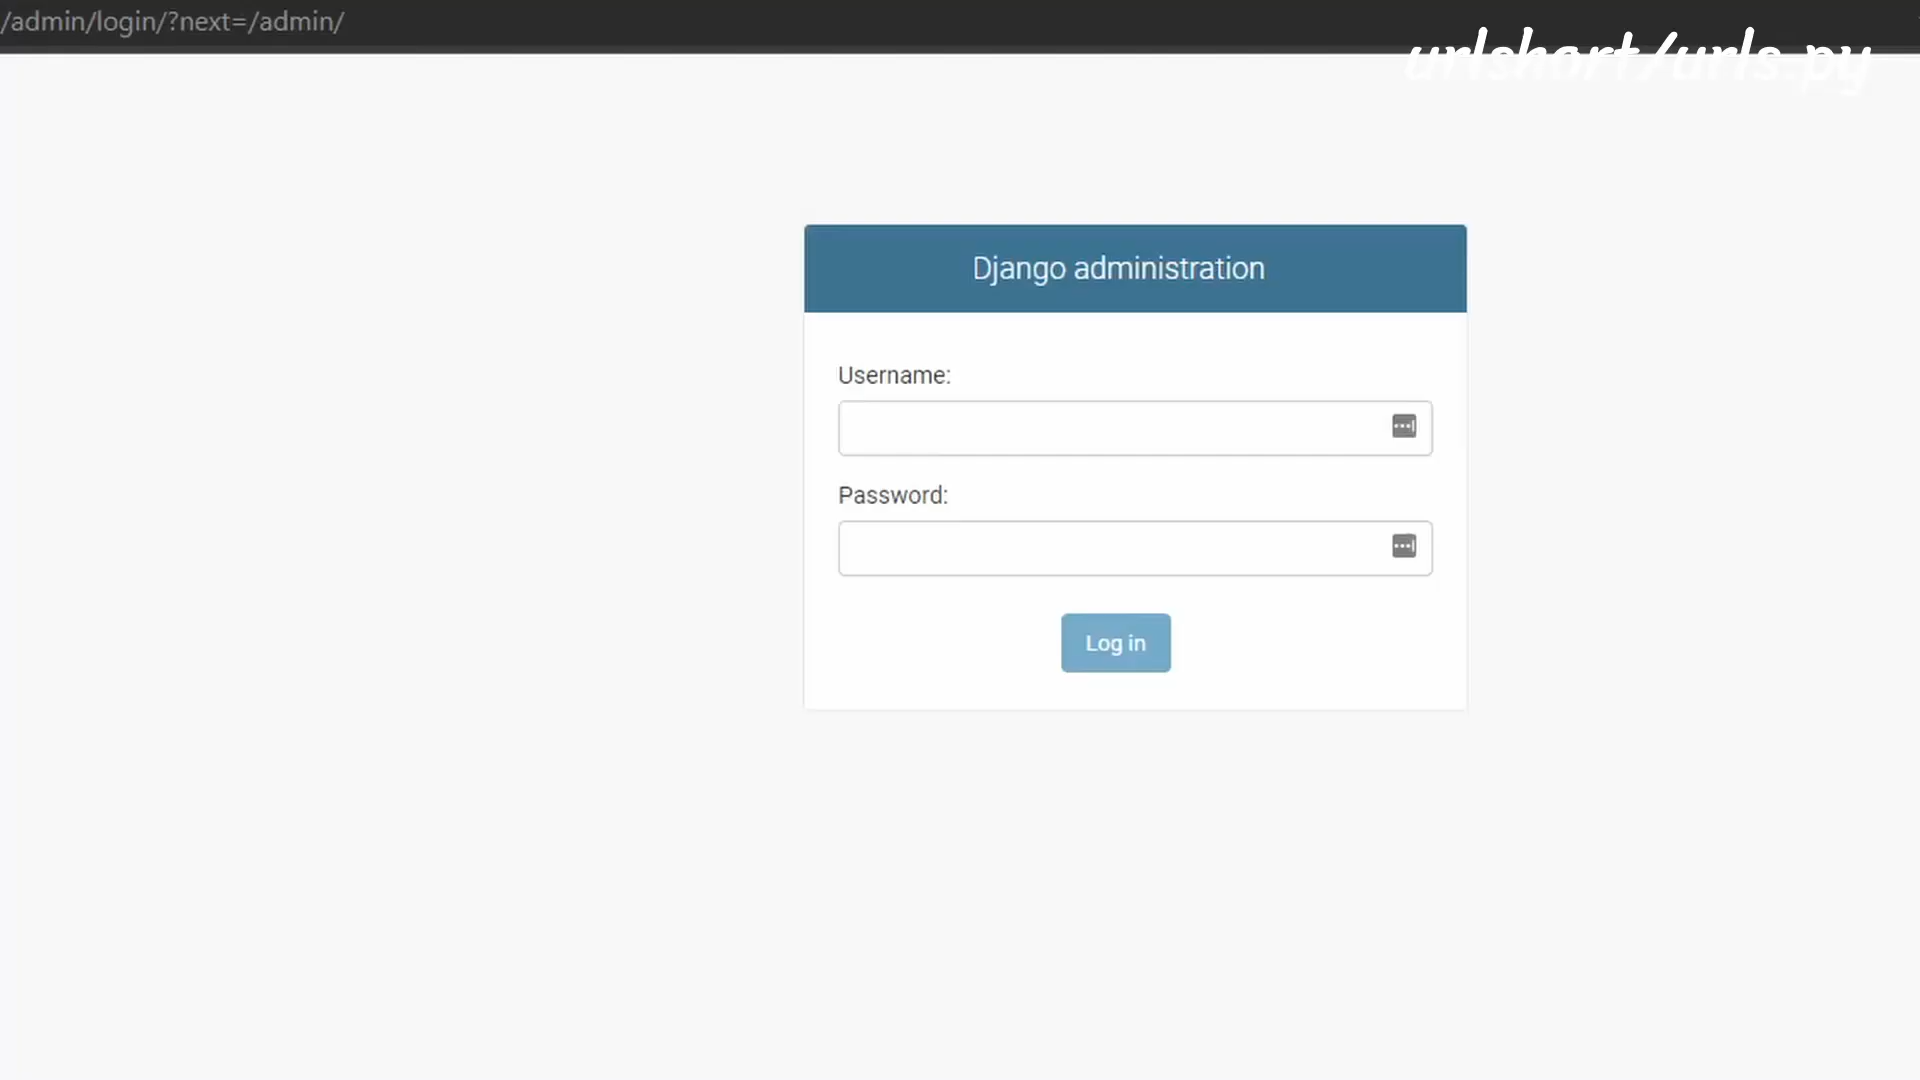 /admin/login/?next=/admin/
urlshort/urls.py
Django administration
Username:
Password:
Log in